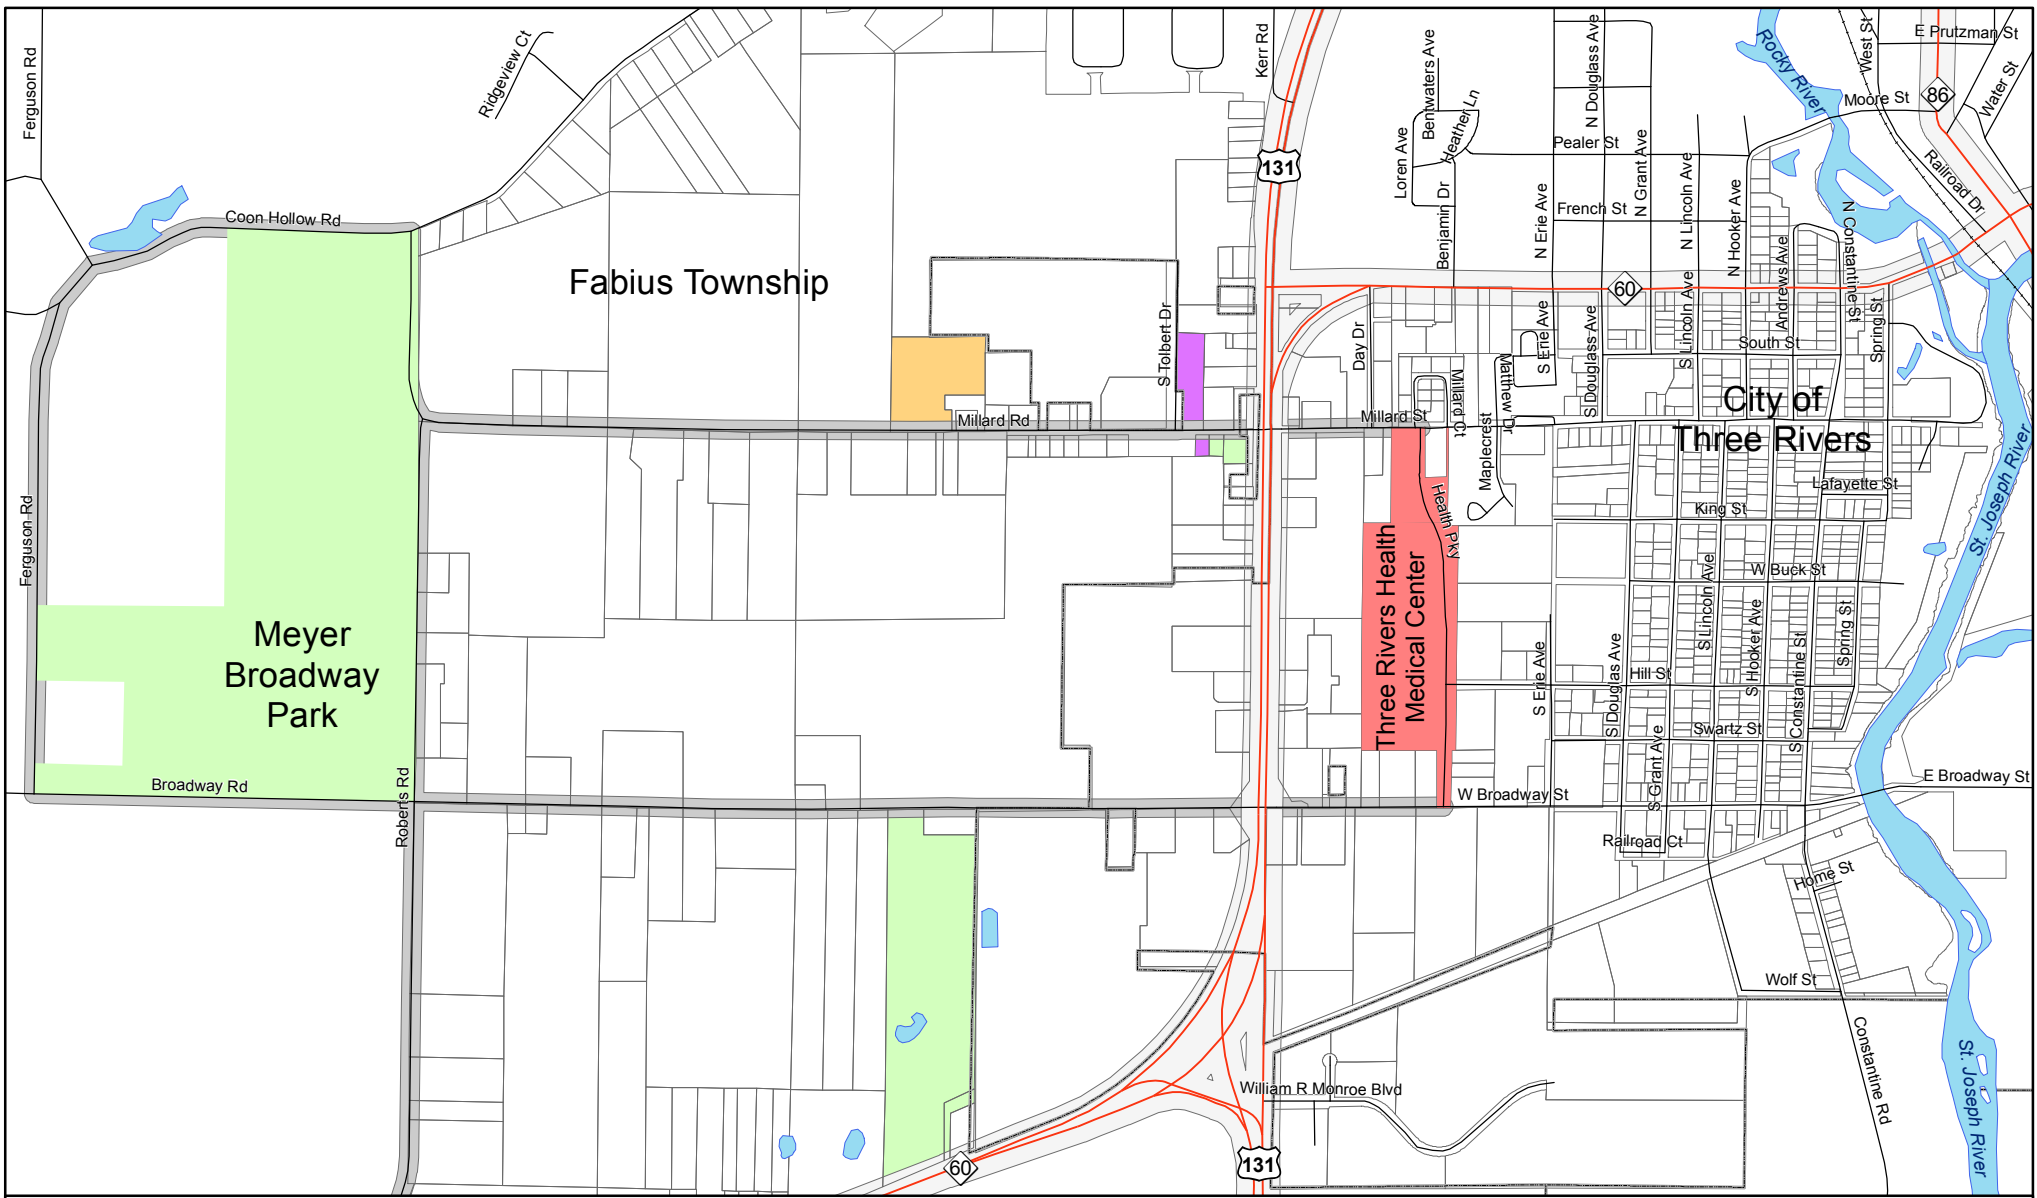 Ferguson Rd
Ridgeview Ct
Kerr Rd
131
Bentwaters Ave
Heather Ln
Loren Ave
Benjamin Dr
N Douglass Ave
Pealer St
N Grant Ave
French St
N Erie Ave
N Lincoln Ave
N Hooker Ave
Andrews Ave
N Constantine St
Rocky River
West St
E Prutzman St
Water St
Moore St
86
Railroad Dr
Coon Hollow Rd
Fabius Township
60
S Tolbert Dr
Day Dr
Millard Rd
Millard St
Millard Ct
Matthew Dr
Maplecrest
S Erie Ave
S Douglass Ave
S Lincoln Ave
South St
Spring St
City of
Three Rivers
Lafayette St
King St
Health Pky
Three Rivers Health
Medical Center
W Buck St
St. Joseph River
Ferguson Rd
Meyer
Broadway
Park
S Lincoln Ave
S Hooker Ave
Spring St
S Erie Ave
S Douglas Ave
Hill St
S Constantine St
Swartz St
S Grant Ave
Broadway Rd
Roberts Rd
W Broadway St
E Broadway St
Railroad Ct
Home St
Wolf St
Constantine Rd
St. Joseph River
William R Monroe Blvd
60
131